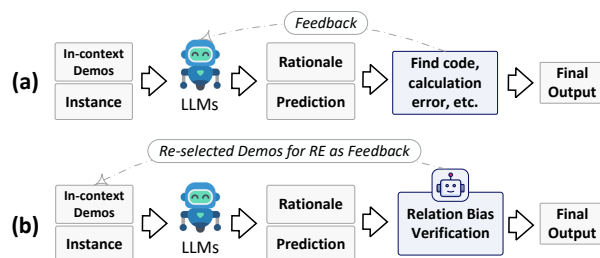 Feedback
(a)
In-context
Demos
Instance
LLMs
Rationale
Prediction
Find code,
calculation
error, etc.
Final
Output
Re-selected Demos for RE as Feedback
(b)
In-context
Demos
Instance
LLMs
Rationale
Prediction
Relation Bias
Verification
Final
Output